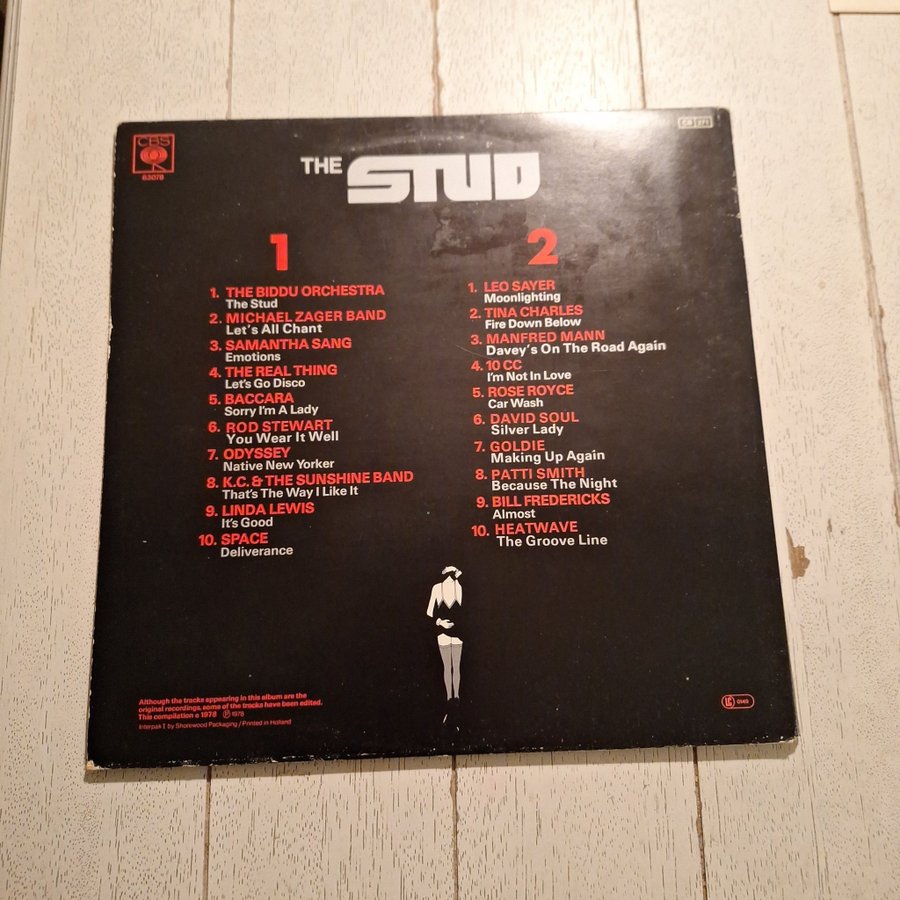 CBS
63078
CB 271
THE STUD
1
1. THE BIDDU ORCHESTRA
The Stud
2. MICHAEL ZAGER BAND
Let's All Chant
3. SAMANTHA SANG
Emotions
4. THE REAL THING
Let's Go Disco
5. BACCARA
Sorry I'm A Lady
6. ROD STEWART
You Wear It Well
7. ODYSSEY
Native New Yorker
8. K.C. & THE SUNSHINE BAND
That's The Way I Like It
9. LINDA LEWIS
It's Good
10. SPACE
Deliverance
2
1. LEO SAYER
Moonlighting
2. TINA CHARLES
Fire Down Below
3. MANFRED MANN
Davey's On The Road Again
4. 10 CC
I'm Not In Love
5. ROSE ROYCE
Car Wash
6. DAVID SOUL
Silver Lady
7. GOLDIE
Making Up Again
8. PATTI SMITH
Because The Night
9. BILL FREDERICKS
Almost
10. HEATWAVE
The Groove Line
Although the tracks appearing in this album are the
original recordings, some of the tracks have been edited.
This compilation © 1978 ℗ 1978
Interpak I by Shorewood Packaging / Printed in Holland
LC 0149